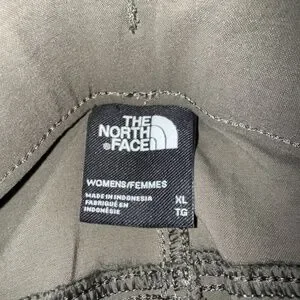 THE
NORTH
FACE
WOMENS/FEMMES
MADE IN INDONESIA
FABRIQUÉ EN
INDONÉSIE
XL
TG